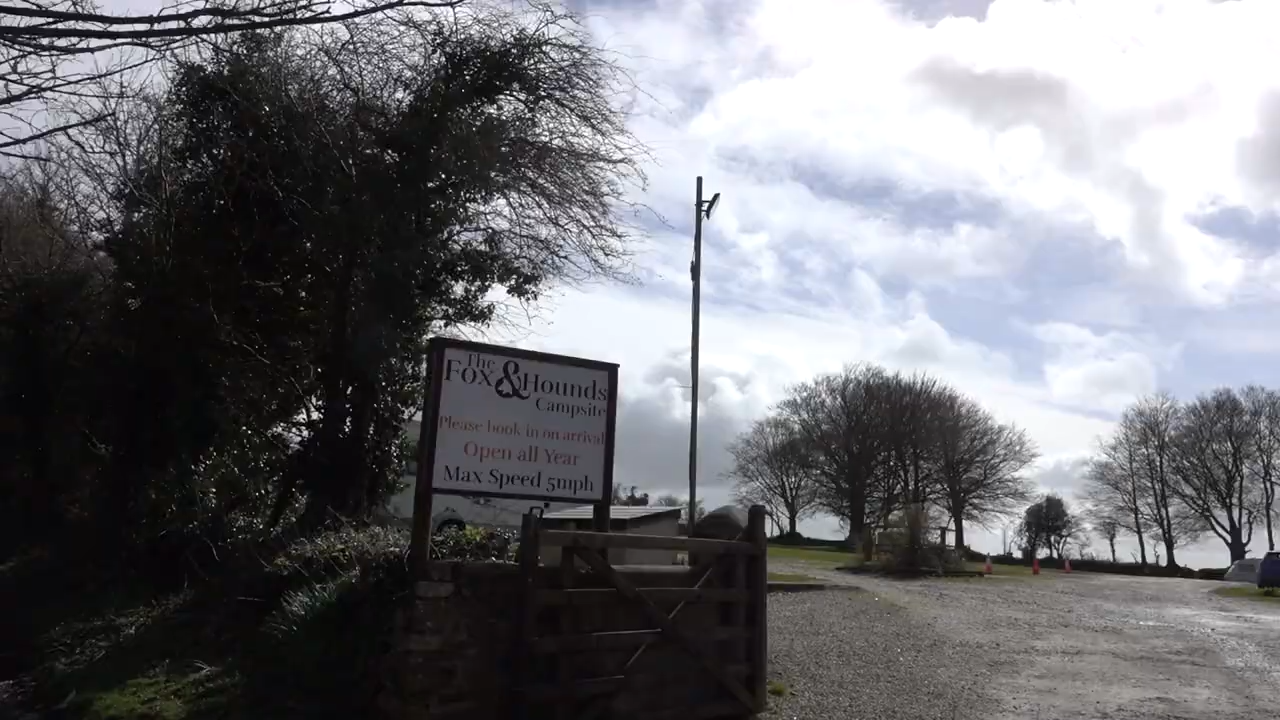 The
Fox & Hounds
Campsite
Please book in on arrival
Open all Year
Max Speed 5mph